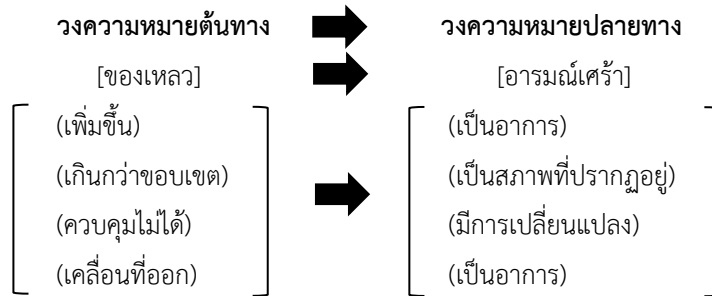 วงความหมายต้นทาง วงความหมายปลายทาง
[ของเหลว] [อารมณ์เศร้า]
(เพิ่มขึ้น) (เป็นอาการ)
(เกินกว่าขอบเขต) (เป็นสภาพที่ปรากฏอยู่)
(ควบคุมไม่ได้) (มีการเปลี่ยนแปลง)
(เคลื่อนที่ออก) (เป็นอาการ)